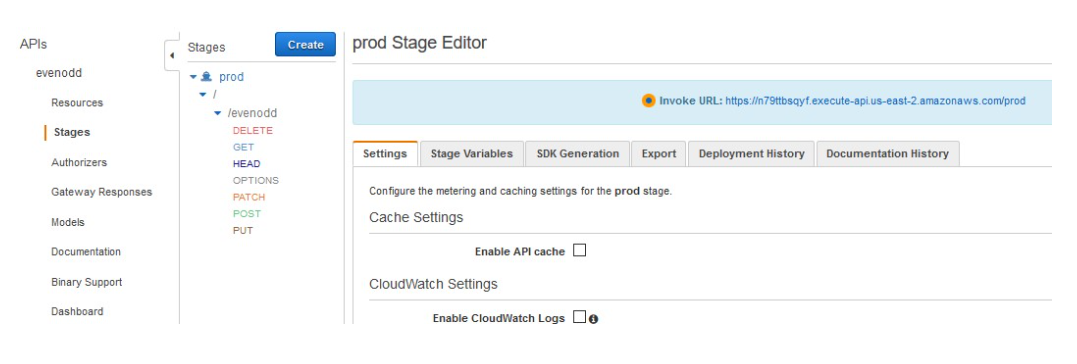 APIs
evenodd
Resources
Stages
Authorizers
Gateway Responses
Models
Documentation
Binary Support
Dashboard
Stages
Create
prod
/
/evenodd
DELETE
GET
HEAD
OPTIONS
PATCH
POST
PUT
prod Stage Editor
Invoke URL: https://n79ttbsqyf.execute-api.us-east-2.amazonaws.com/prod
Settings Stage Variables SDK Generation Export Deployment History Documentation History
Configure the metering and caching settings for the prod stage.
Cache Settings
Enable API cache
CloudWatch Settings
Enable CloudWatch Logs